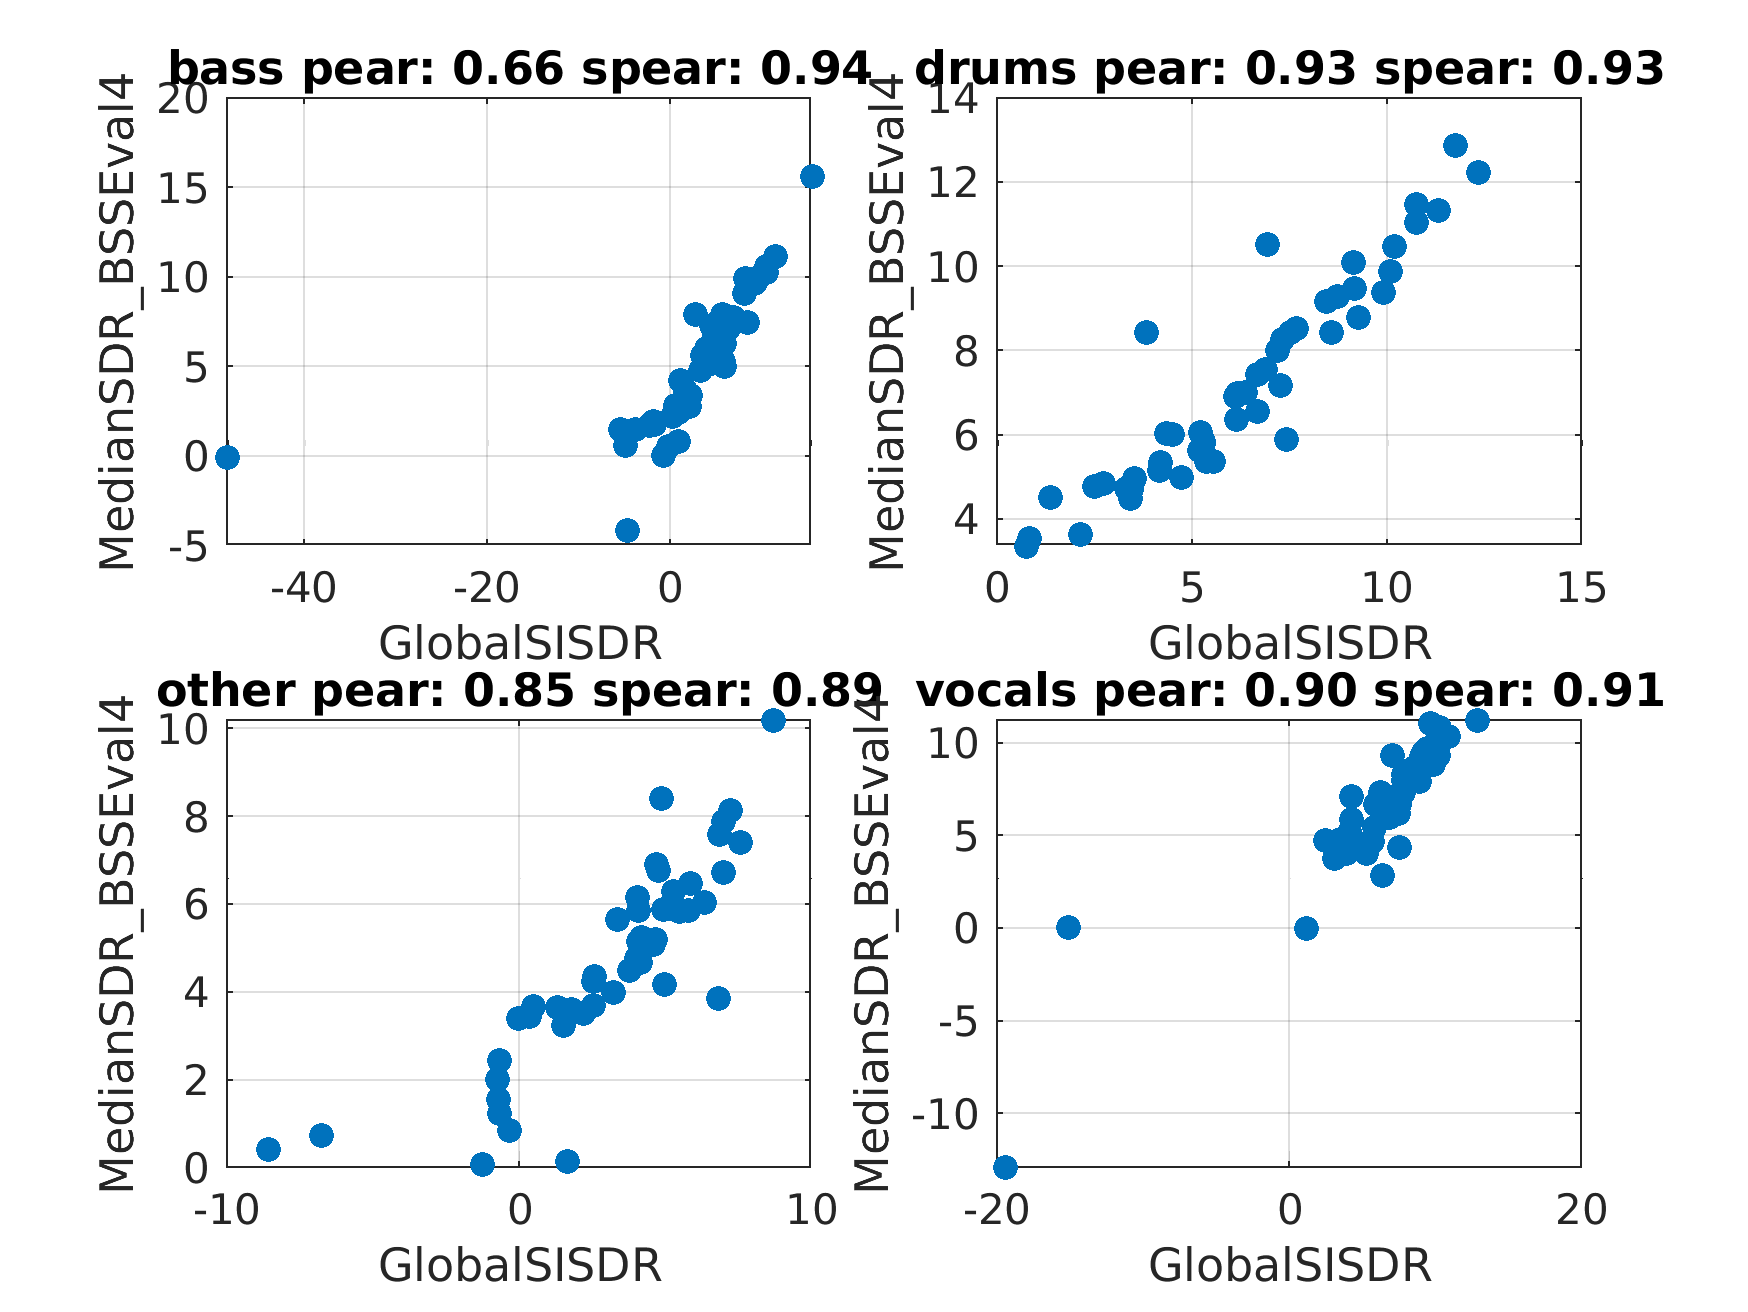 bass pear: 0.66 spear: 0.94
MedianSDR_BSSEval4
20
15
10
5
0
-5
-40 -20 0
GlobalSISDR
drums pear: 0.93 spear: 0.93
MedianSDR_BSSEval4
14
12
10
8
6
4
0 5 10 15
GlobalSISDR
other pear: 0.85 spear: 0.89
MedianSDR_BSSEval4
10
8
6
4
2
0
-10 0 10
GlobalSISDR
vocals pear: 0.90 spear: 0.91
MedianSDR_BSSEval4
10
5
0
-5
-10
-20 0 20
GlobalSISDR